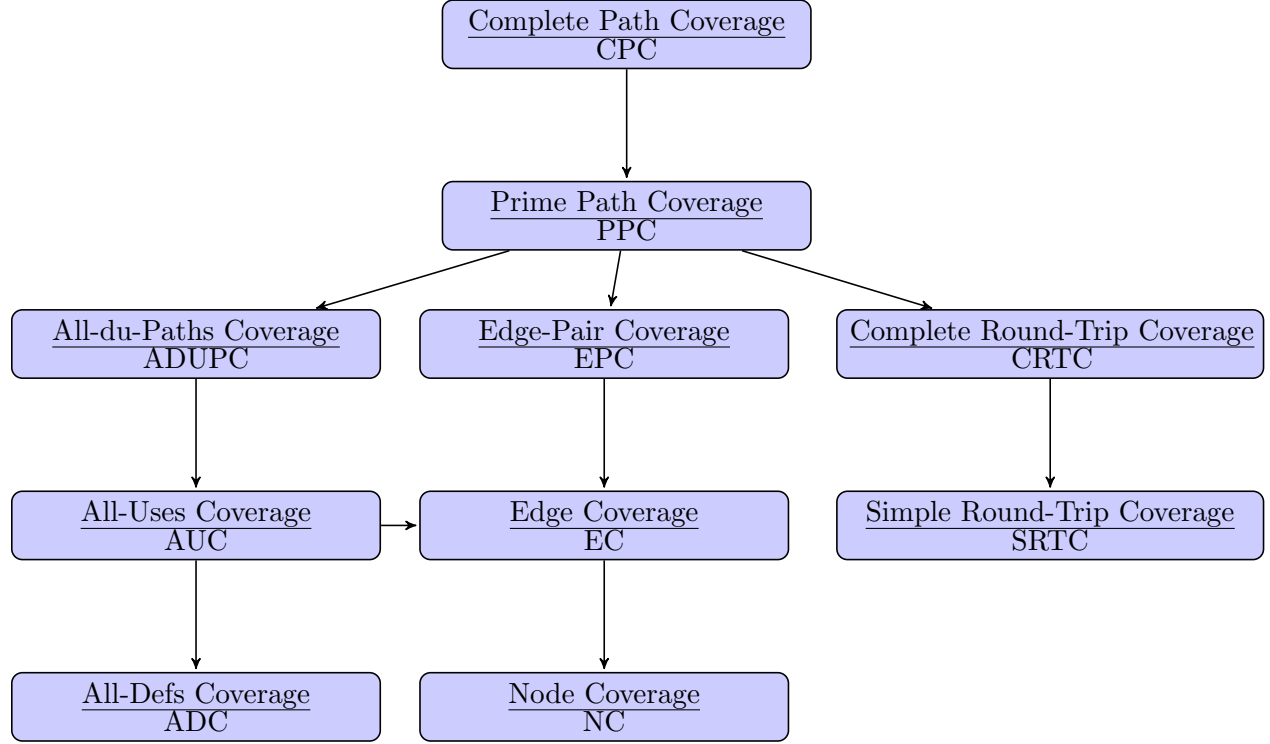 Complete Path Coverage
CPC
Prime Path Coverage
PPC
All-du-Paths Coverage
ADUPC
Edge-Pair Coverage
EPC
Complete Round-Trip Coverage
CRTC
All-Uses Coverage
AUC
Edge Coverage
EC
Simple Round-Trip Coverage
SRTC
All-Defs Coverage
ADC
Node Coverage
NC